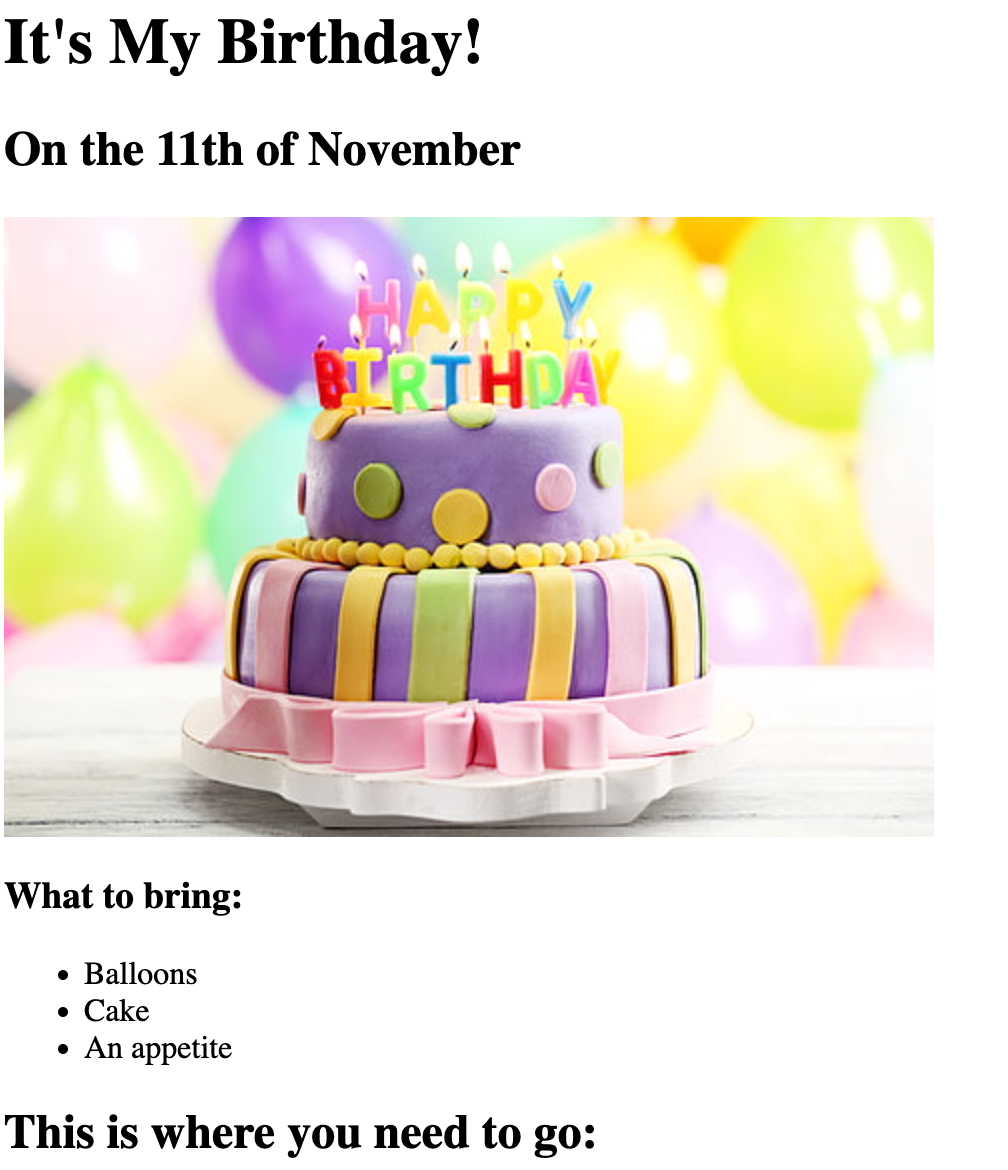 It's My Birthday!
On the 11th of November
HAPPY
BIRTHDAY
What to bring:
• Balloons
• Cake
• An appetite
This is where you need to go: